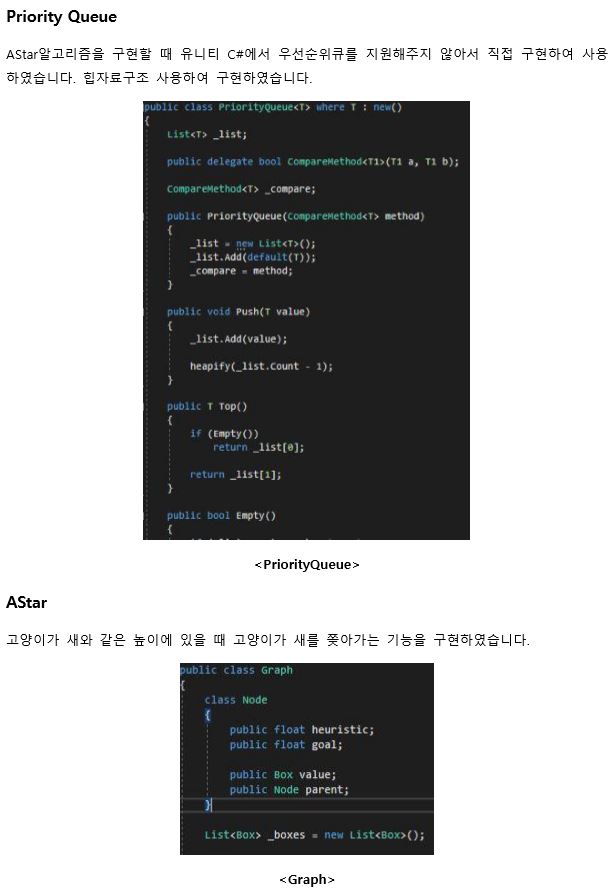 Priority Queue
AStar알고리즘을 구현할 때 유니티 C#에서 우선순위큐를 지원해주지 않아서 직접 구현하여 사용
하였습니다. 힙자료구조 사용하여 구현하였습니다.
public class PriorityQueue<T> where T : new()
{
List<T> _list;
public delegate bool CompareMethod<T1>(T1 a, T1 b);
CompareMethod<T> _compare;
public PriorityQueue(CompareMethod<T> method)
{
_list = new List<T>();
_list.Add(default(T));
_compare = method;
}
public void Push(T value)
{
_list.Add(value);
heapify(_list.Count - 1);
}
public T Top()
{
if (Empty())
return _list[0];
return _list[1];
}
public bool Empty()
{
<PriorityQueue>
AStar
고양이가 새와 같은 높이에 있을 때 고양이가 새를 쫒아가는 기능을 구현하였습니다.
public class Graph
{
class Node
{
public float heuristic;
public float goal;
public Box value;
public Node parent;
}
List<Box> _boxes = new List<Box>();
<Graph>